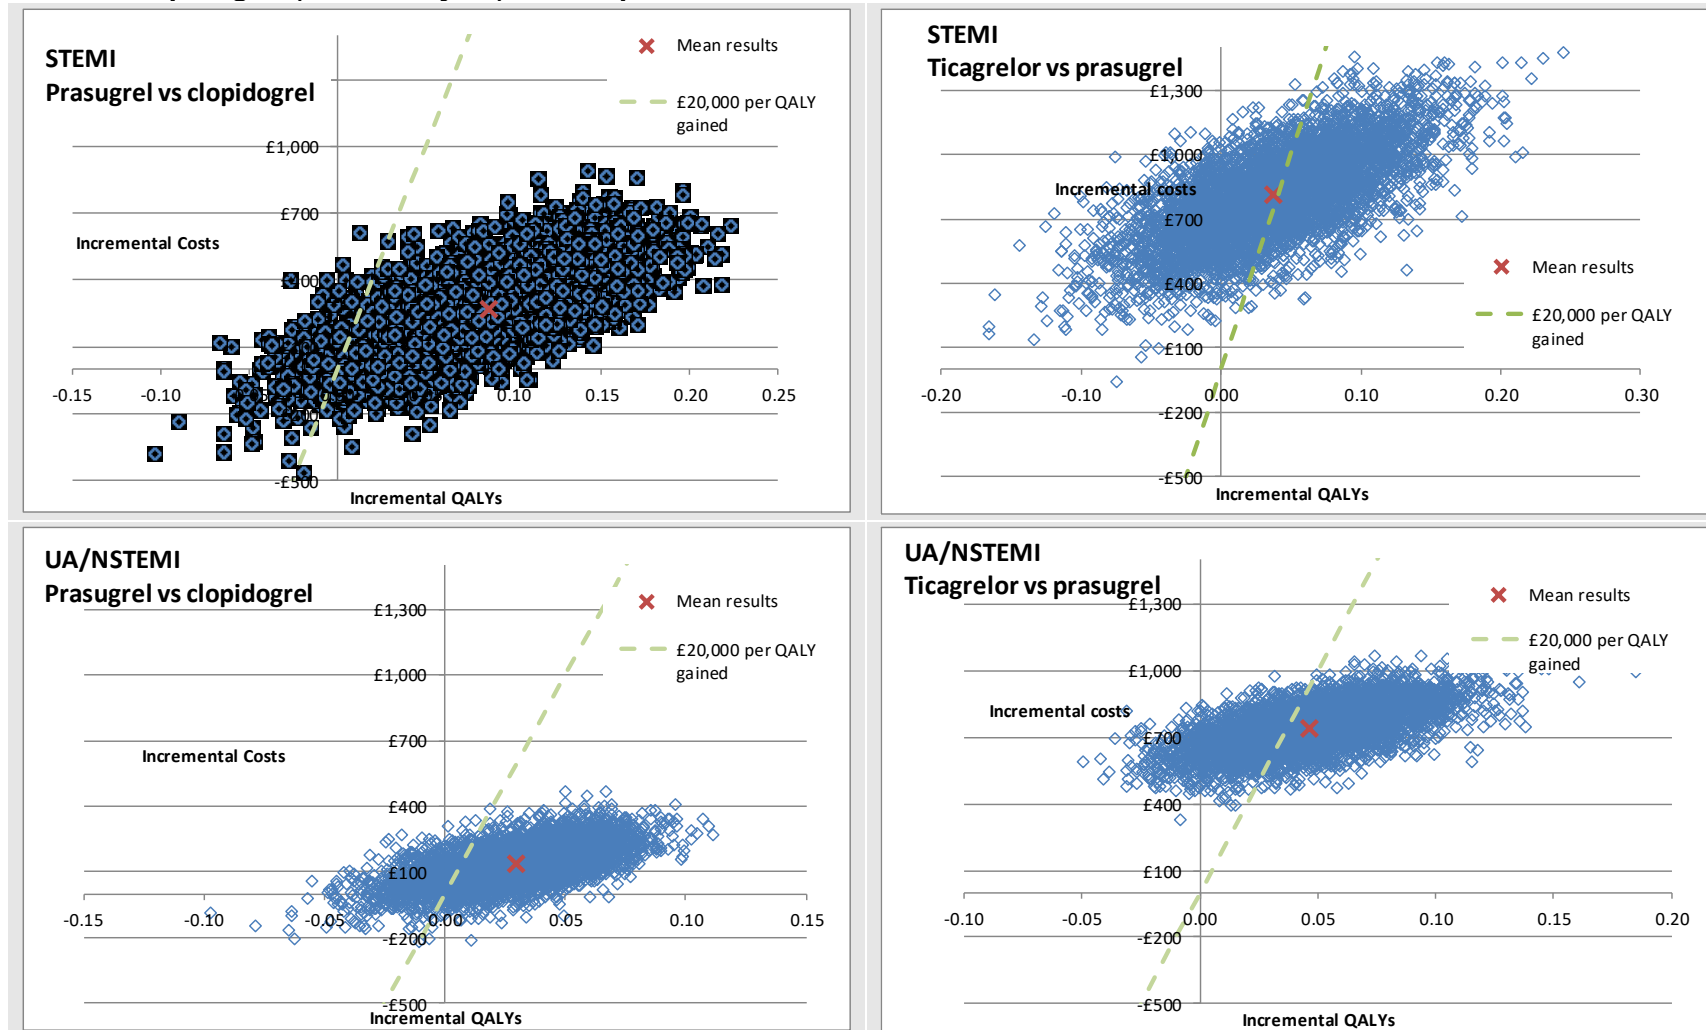 STEMI
Prasugrel vs clopidogrel
Mean results
£20,000 per QALY
gained
£1,000
£700
Incremental Costs
-0.15
-0.10
0.15
0.20
0.25
-£500
Incremental QALYs
STEMI
Ticagrelor vs prasugrel
£1,300
£1,000
Incremental costs
£700
Mean results
£400
£20,000 per QALY
gained
£100
-0.20
-0.10
0.00
0.10
0.20
0.30
-£200
-£500
Incremental QALYs
UA/NSTEMI
Prasugrel vs clopidogrel
Mean results
£1,300
£20,000 per QALY
gained
£1,000
£700
Incremental Costs
£400
£100
-0.15
-0.10
-0.05
0.00
0.05
0.10
0.15
-£200
-£500
Incremental QALYs
UA/NSTEMI
Ticagrelor vs prasugrel
£1,300
Mean results
£20,000 per QALY
gained
£1,000
Incremental costs
£700
£400
£100
-0.10
-0.05
0.00
0.05
0.10
0.15
0.20
-£200
-£500
Incremental QALYs